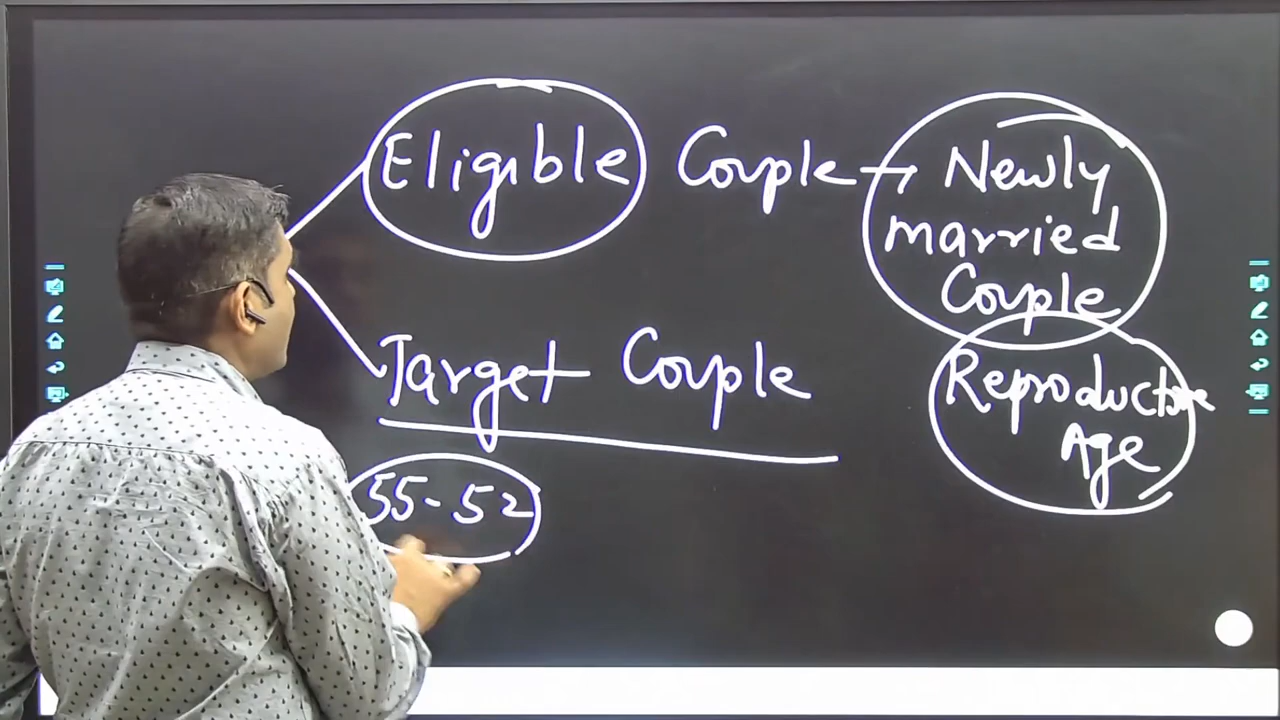 Eligible Couple → Newly
married
Couple
Reproductive
Age
Target Couple
55-52